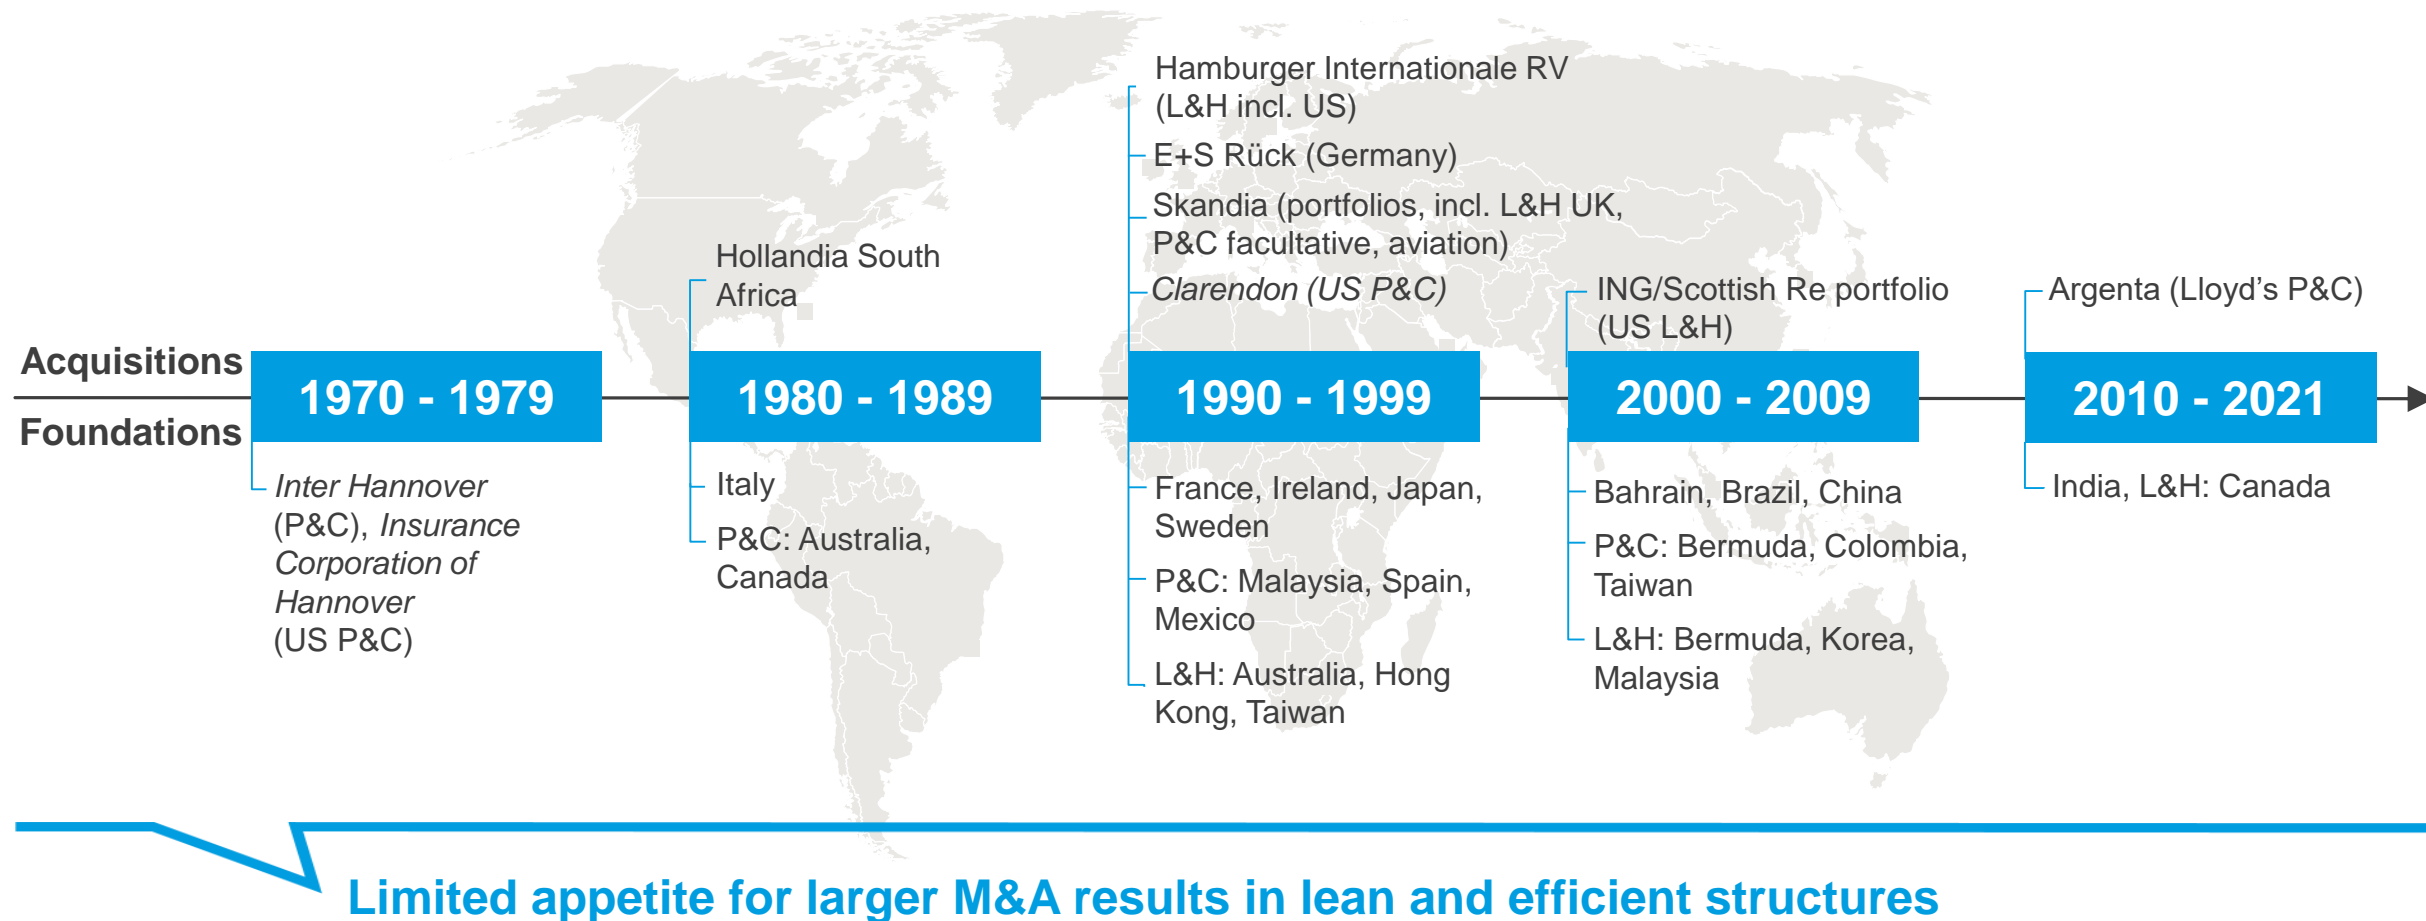 Hamburger Internationale RV
(L&H incl. US)
E+S Rück (Germany)
Skandia (portfolios, incl. L&H UK,
P&C facultative, aviation)
Clarendon (US P&C)
Hollandia South
Africa
ING/Scottish Re portfolio
(US L&H)
Argenta (Lloyd’s P&C)
Acquisitions
Foundations
1970 - 1979
1980 - 1989
1990 - 1999
2000 - 2009
2010 - 2021
Inter Hannover
(P&C), Insurance
Corporation of
Hannover
(US P&C)
Italy
P&C: Australia,
Canada
France, Ireland, Japan,
Sweden
P&C: Malaysia, Spain,
Mexico
L&H: Australia, Hong
Kong, Taiwan
Bahrain, Brazil, China
P&C: Bermuda, Colombia,
Taiwan
L&H: Bermuda, Korea,
Malaysia
India, L&H: Canada
Limited appetite for larger M&A results in lean and efficient structures